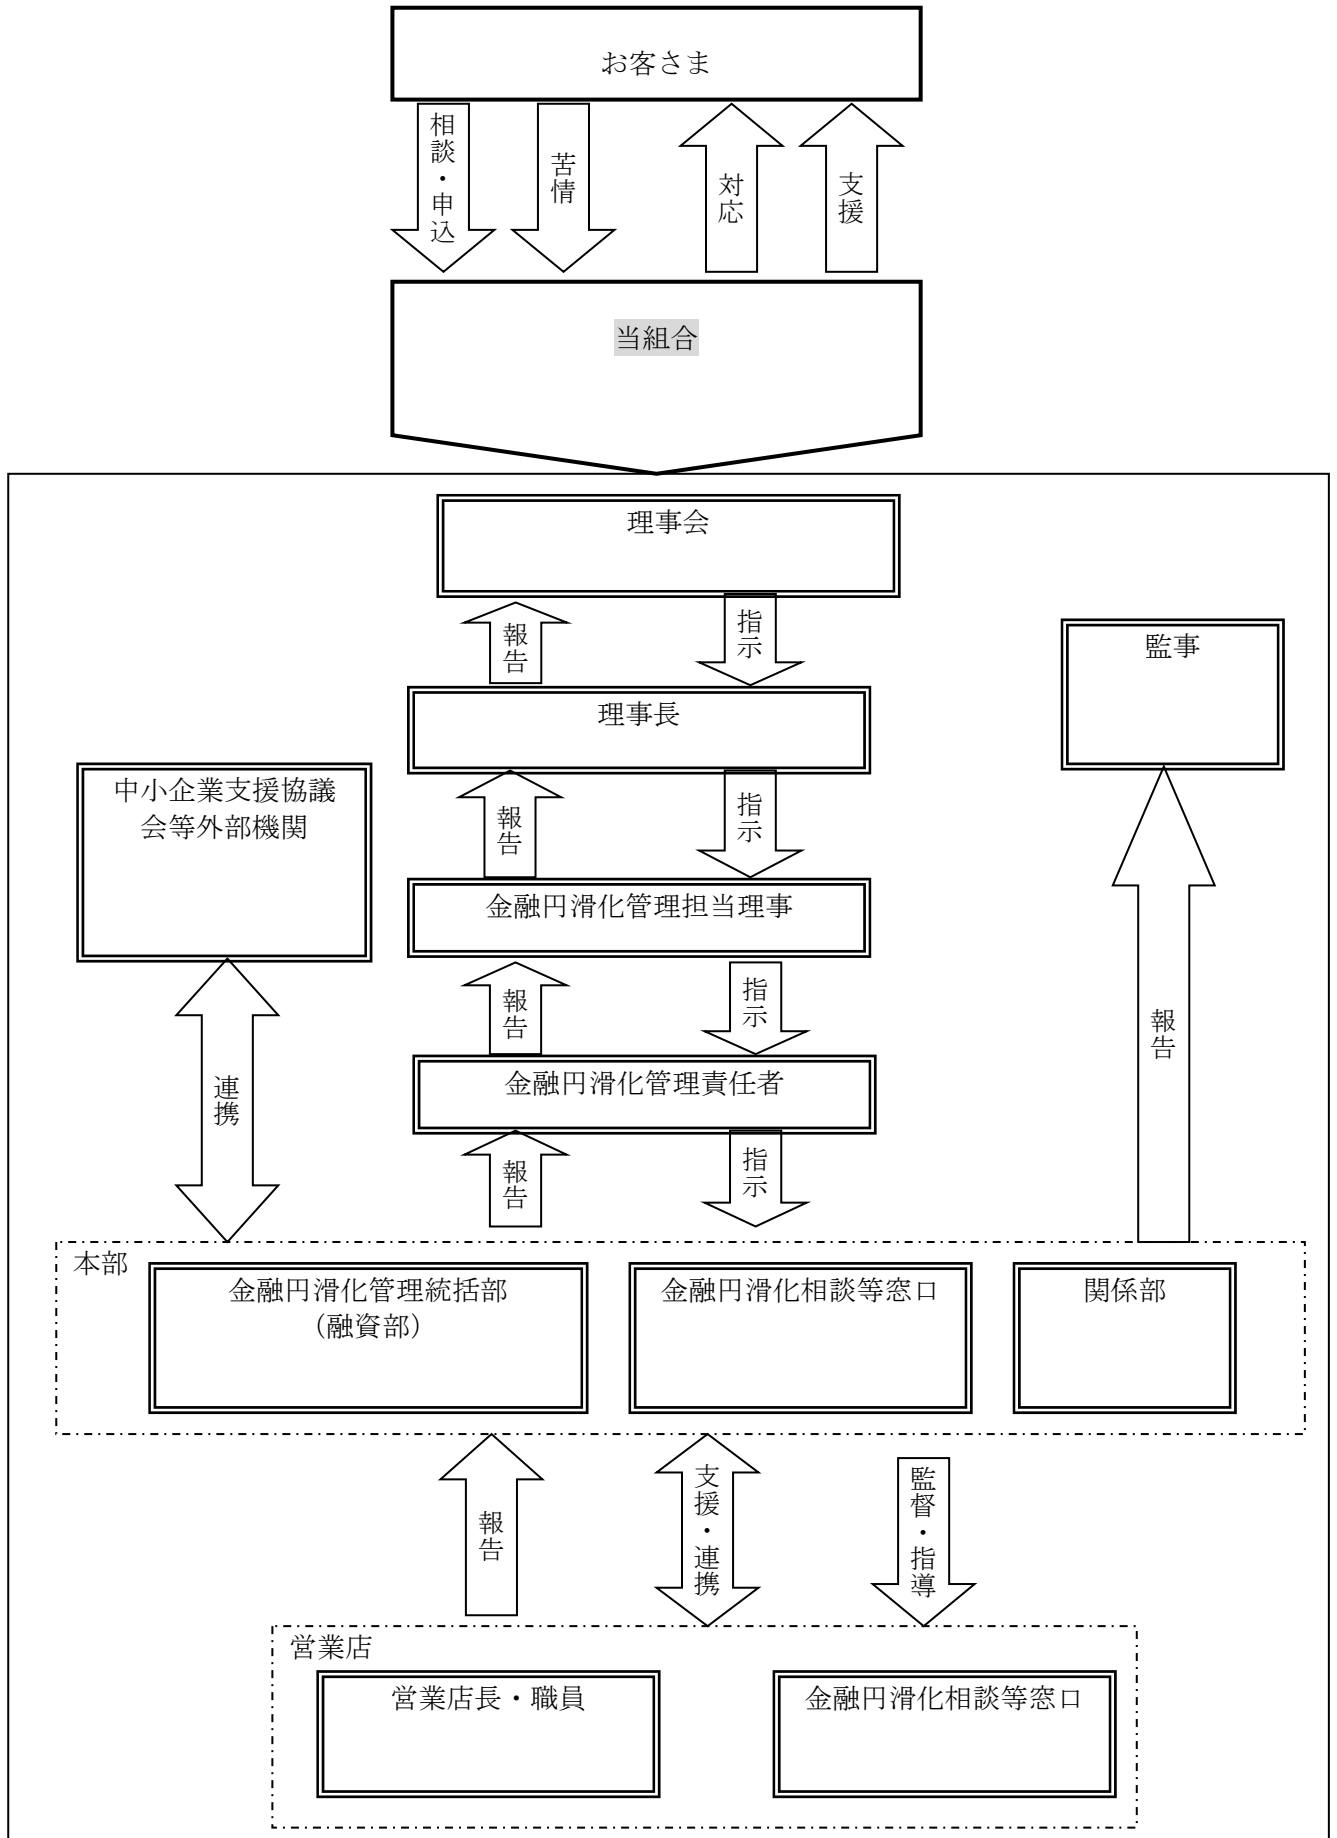 お客さま
相談・申込
苦情
対応
支援
当組合
理事会
報告
指示
監事
理事長
中小企業支援協議
会等外部機関
報告
指示
金融円滑化管理担当理事
報告
指示
報告
連携
金融円滑化管理責任者
報告
指示
本部
金融円滑化管理統括部
（融資部）
金融円滑化相談等窓口
関係部
報告
支援・連携
監督・指導
営業店
営業店長・職員
金融円滑化相談等窓口